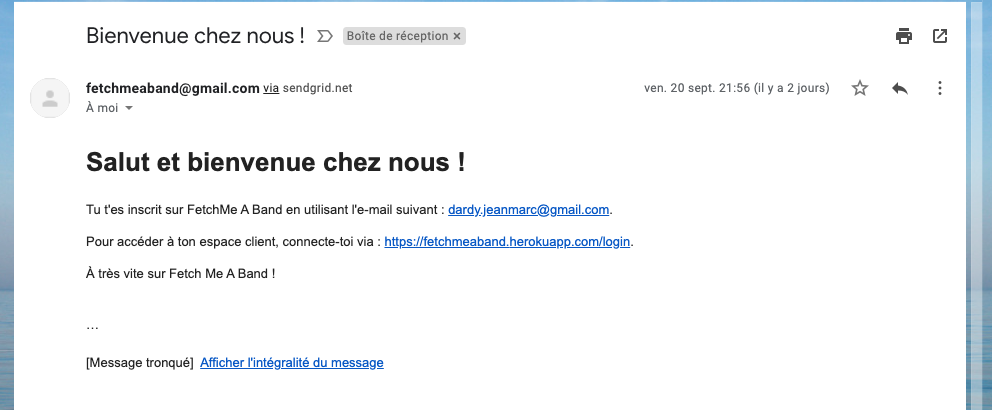 Bienvenue chez nous !
Boîte de réception ×
fetchmeaband@gmail.com via sendgrid.net
ven. 20 sept. 21:56 (il y a 2 jours)
À moi
Salut et bienvenue chez nous !
Tu t'es inscrit sur FetchMe A Band en utilisant l'e-mail suivant : dardy.jeanmarc@gmail.com.
Pour accéder à ton espace client, connecte-toi via : https://fetchmeaband.herokuapp.com/login.
À très vite sur Fetch Me A Band !
...
[Message tronqué] Afficher l'intégralité du message